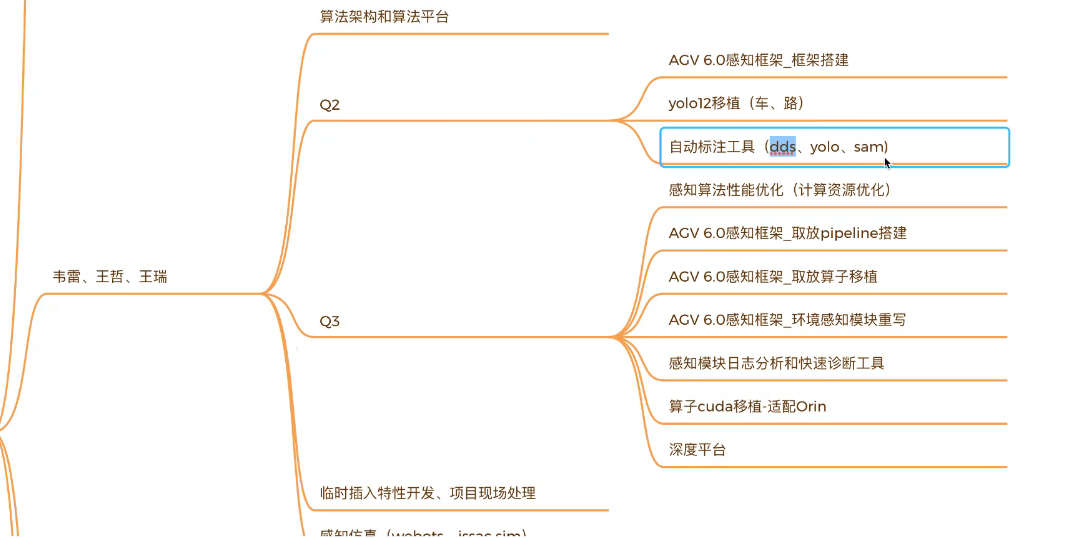 算法架构和算法平台
AGV 6.0感知框架_框架搭建
Q2
yolo12移植（车、路）
自动标注工具（dds、yolo、sam)
感知算法性能优化（计算资源优化）
AGV 6.0感知框架_取放pipeline搭建
韦雷、王哲、王瑞
AGV 6.0感知框架_取放算子移植
Q3
AGV 6.0感知框架_环境感知模块重写
感知模块日志分析和快速诊断工具
算子cuda移植-适配Orin
深度平台
临时插入特性开发、项目现场处理
感知仿真（webots、issac sim）